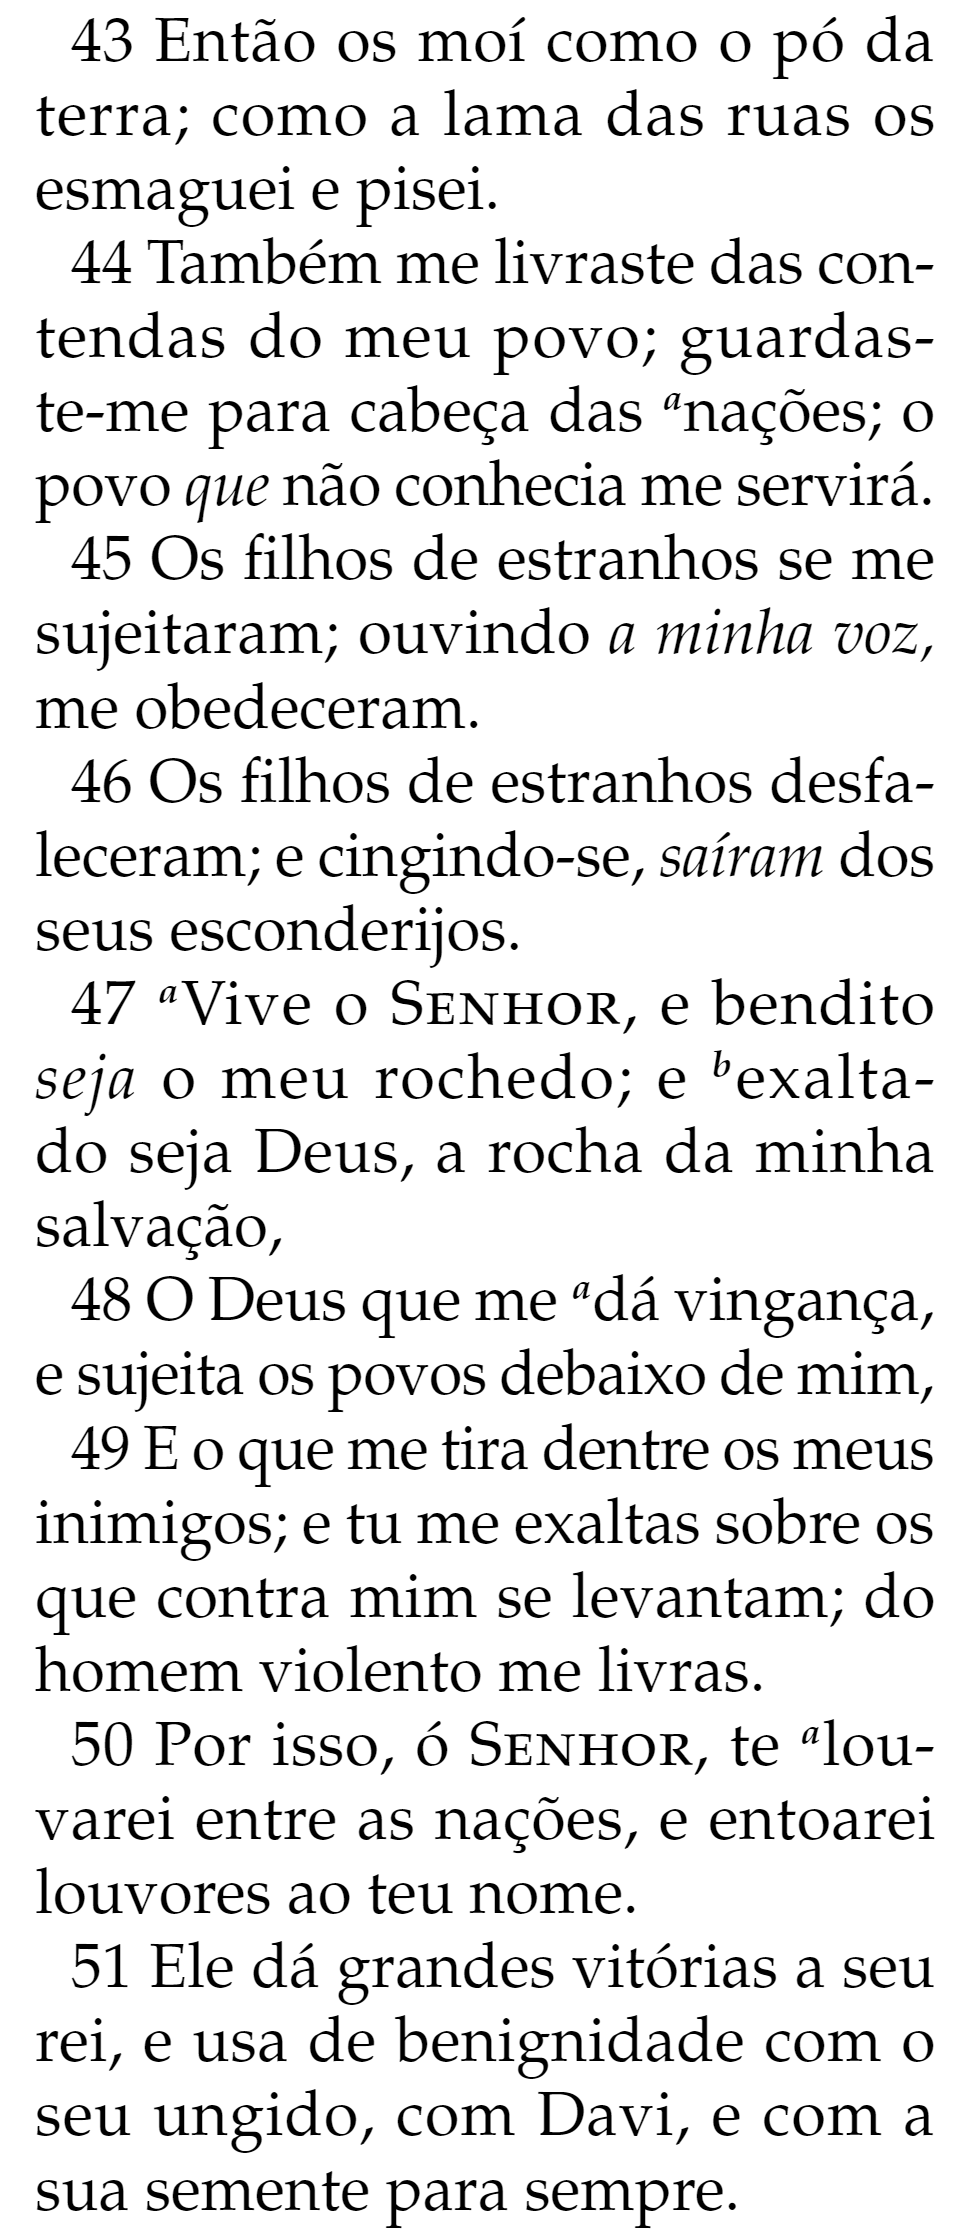 43 Então os moí como o pó da
terra; como a lama das ruas os
esmaguei e pisei.
44 Também me livraste das con-
tendas do meu povo; guardas-
te-me para cabeça das ᵃnações; o
povo que não conhecia me servirá.
45 Os filhos de estranhos se me
sujeitaram; ouvindo a minha voz,
me obedeceram.
46 Os filhos de estranhos desfa-
leceram; e cingindo-se, saíram dos
seus esconderijos.
47 ᵃVive o SENHOR, e bendito
seja o meu rochedo; e ᵇexalta-
do seja Deus, a rocha da minha
salvação,
48 O Deus que me ᵃdá vingança,
e sujeita os povos debaixo de mim,
49 E o que me tira dentre os meus
inimigos; e tu me exaltas sobre os
que contra mim se levantam; do
homem violento me livras.
50 Por isso, ó SENHOR, te ᵃlou-
varei entre as nações, e entoarei
louvores ao teu nome.
51 Ele dá grandes vitórias a seu
rei, e usa de benignidade com o
seu ungido, com Davi, e com a
sua semente para sempre.